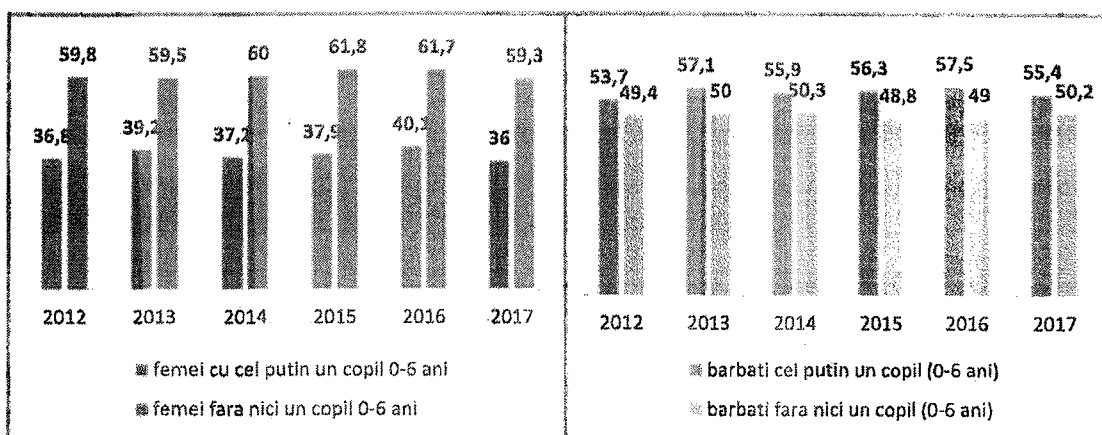 59,8 59,5 60 61,8 61,7 59,3
36,8 39,2 37,2 37,9 40,1 36
2012 2013 2014 2015 2016 2017
femei cu cel putin un copil 0-6 ani
femei fara nici un copil 0-6 ani
53,7 57,1 55,9 56,3 57,5 55,4
49,4 50 50,3 48,8 49 50,2
2012 2013 2014 2015 2016 2017
barbati cel putin un copil (0-6 ani)
barbati fara nici un copil (0-6 ani)